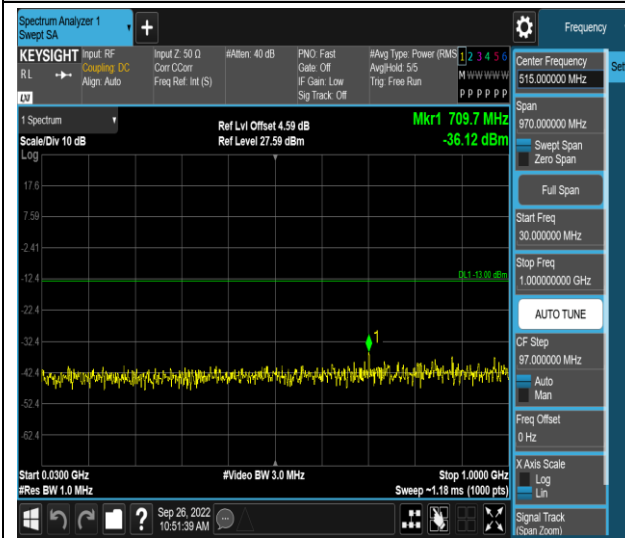 Spectrum Analyzer 1
Swept SA
Frequency
KEYSIGHT
RL
LXI
Input: RF
Coupling: DC
Align: Auto
Input Z: 50 Ω
Corr CCorr
Freq Ref: Int (S)
#Atten: 40 dB
PNO: Fast
Gate: Off
IF Gain: Low
Sig Track: Off
#Avg Type: Power (RMS
Avg|Hold: 5/5
Trig: Free Run
1 2 3 4 5 6
M W W W W W
P P P P P P
1 Spectrum
Scale/Div 10 dB
Log
Ref Lvl Offset 4.59 dB
Ref Level 27.59 dBm
Mkr1 709.7 MHz
-36.12 dBm
17.6
7.59
-2.41
-12.4
-22.4
-32.4
-42.4
-52.4
-62.4
DL1 -13.00 dBm
1
Start 0.0300 GHz
#Res BW 1.0 MHz
#Video BW 3.0 MHz
Stop 1.0000 GHz
Sweep ~1.18 ms (1000 pts)
Sep 26, 2022
10:51:39 AM
Center Frequency
515.000000 MHz
Set
Span
970.000000 MHz
Swept Span
Zero Span
Full Span
Start Freq
30.000000 MHz
Stop Freq
1.000000000 GHz
AUTO TUNE
CF Step
97.000000 MHz
Auto
Man
Freq Offset
0 Hz
X Axis Scale
Log
Lin
Signal Track
(Span Zoom)